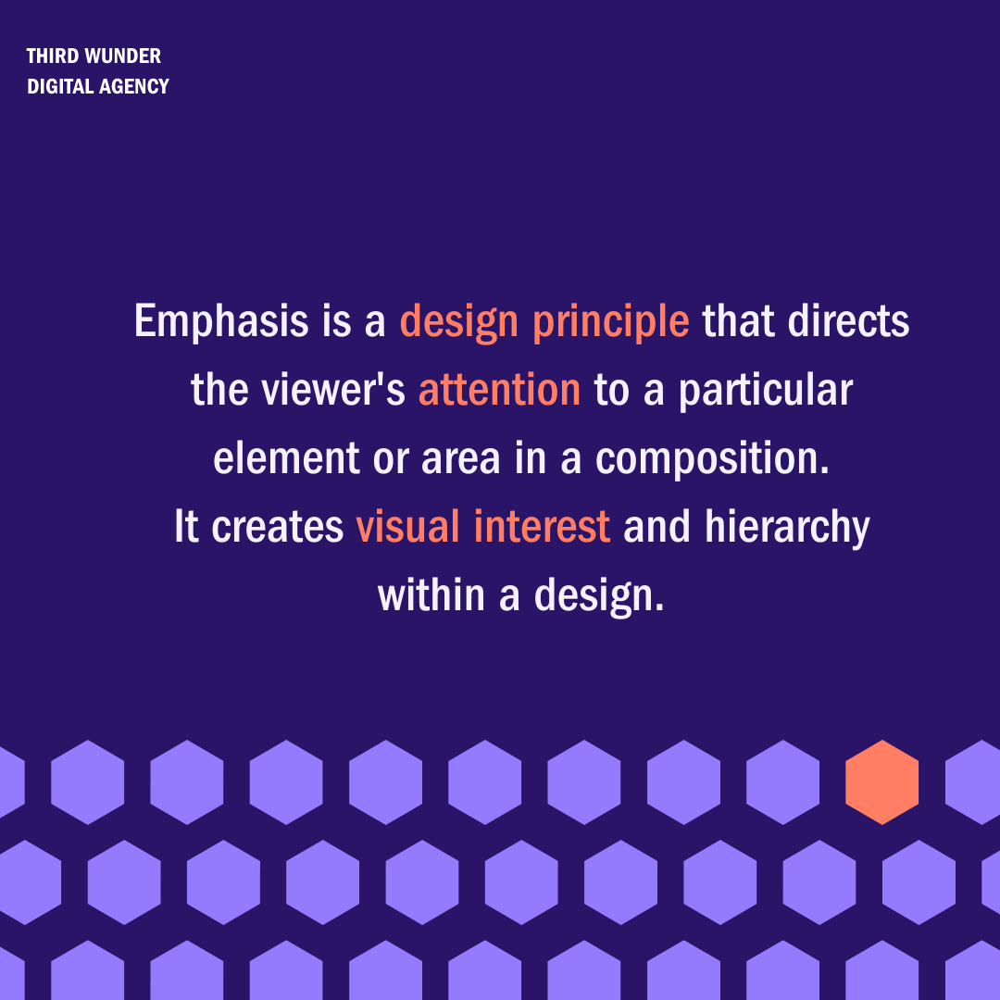 THIRD WUNDER
DIGITAL AGENCY
Emphasis is a design principle that directs
the viewer's attention to a particular
element or area in a composition.
It creates visual interest and hierarchy
within a design.